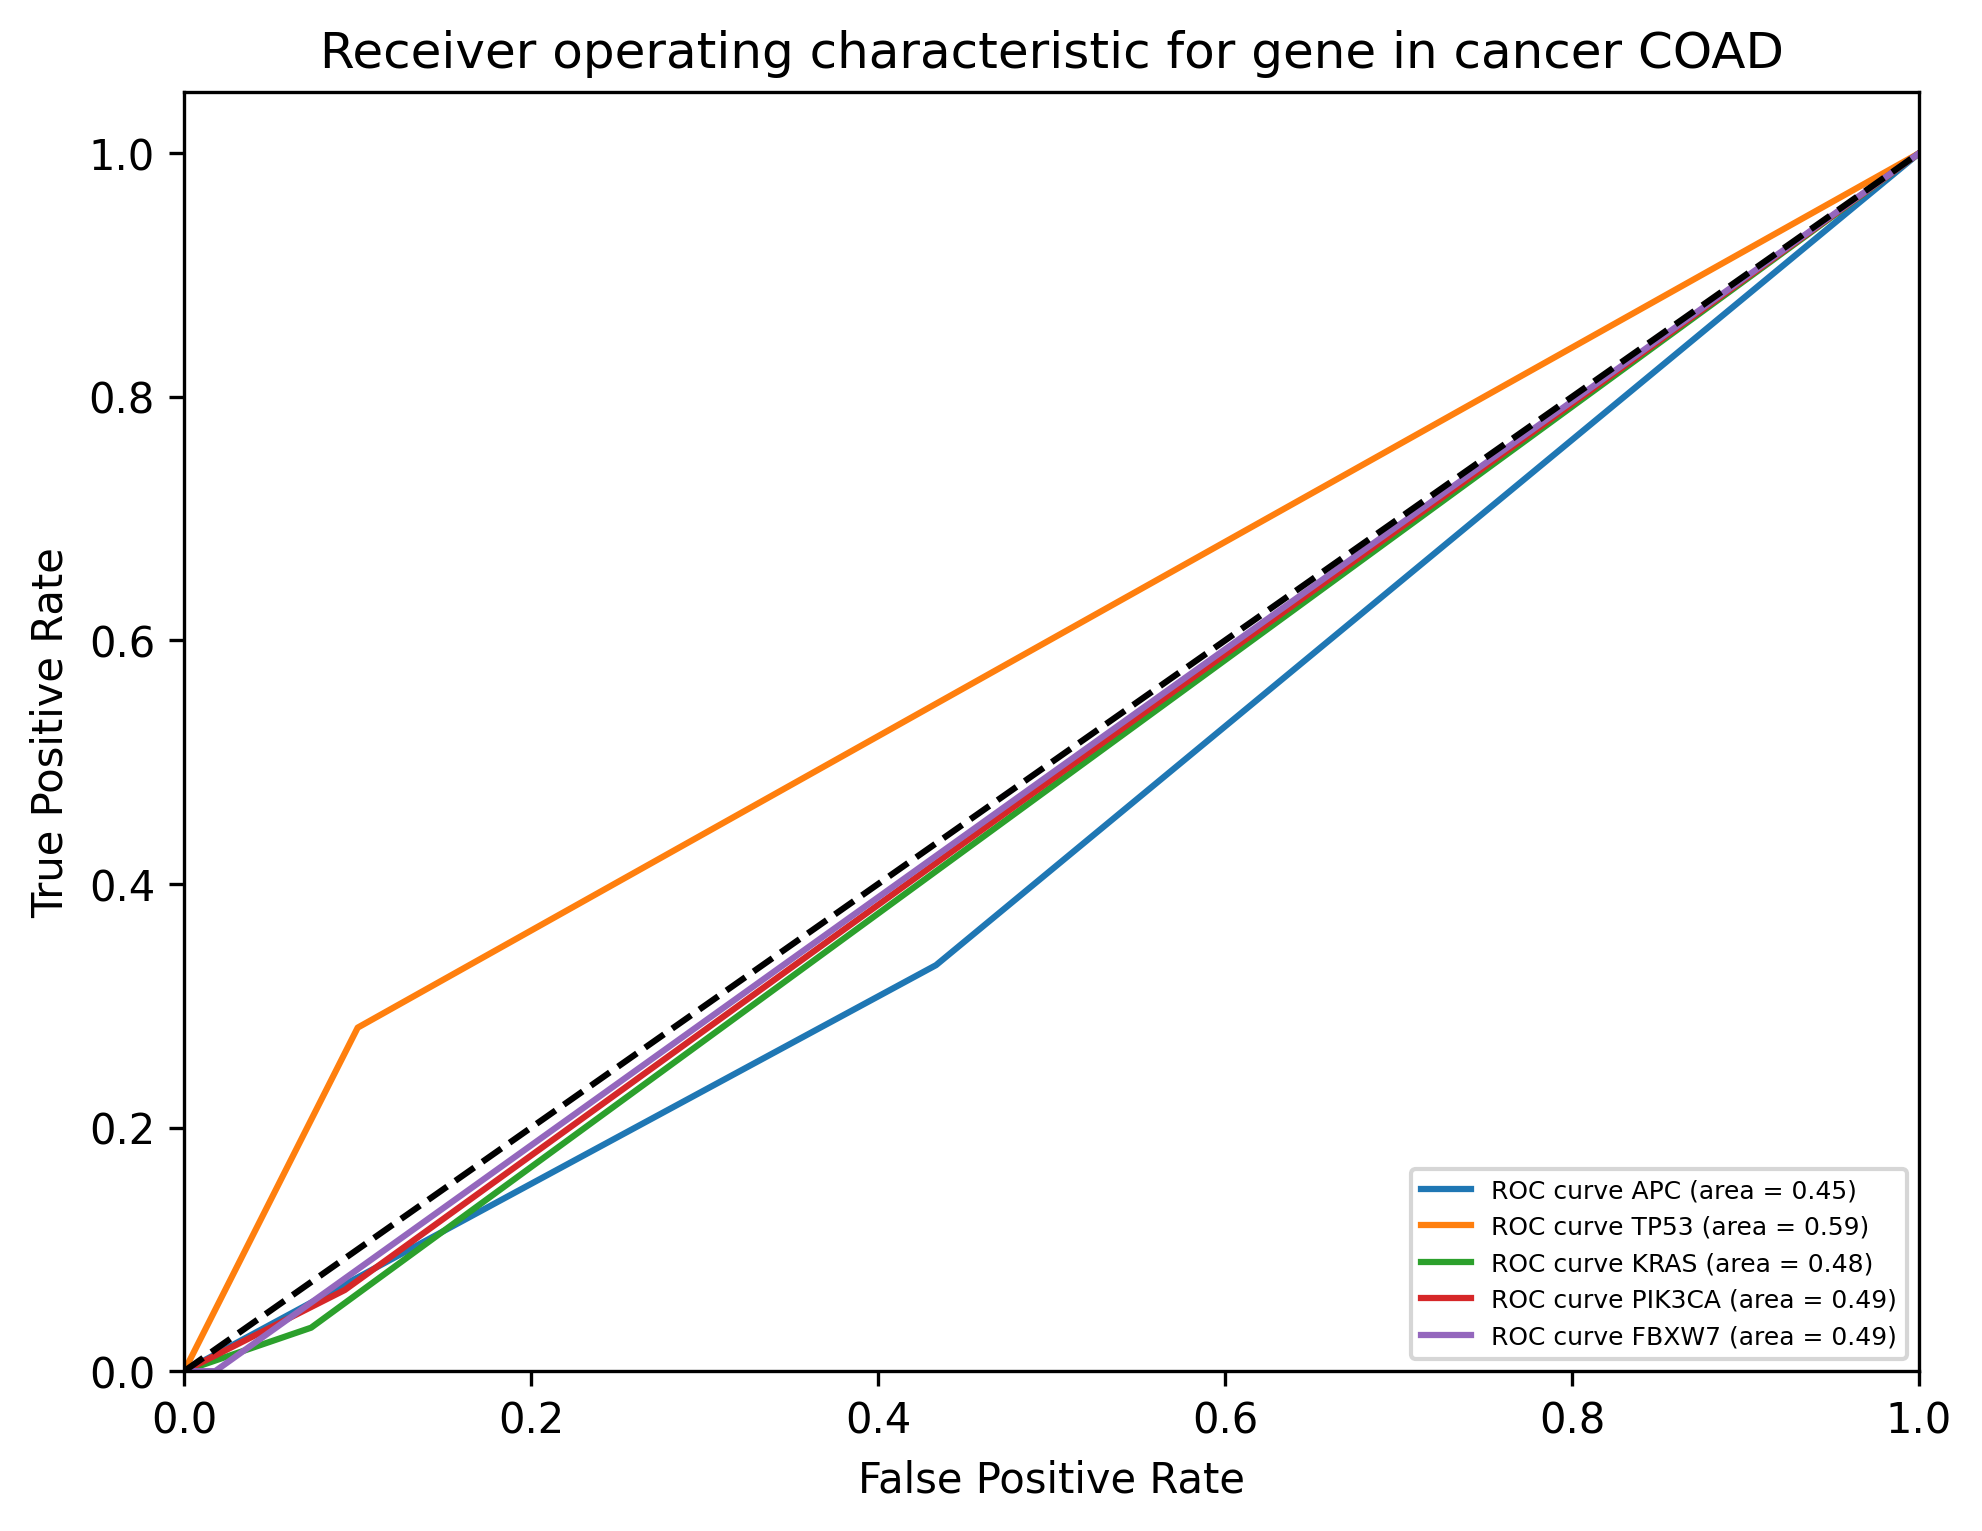 Receiver operating characteristic for gene in cancer COAD
True Positive Rate
1.0
0.8
0.6
0.4
0.2
0.0
0.0 0.2 0.4 0.6 0.8 1.0
False Positive Rate
ROC curve APC (area = 0.45)
ROC curve TP53 (area = 0.59)
ROC curve KRAS (area = 0.48)
ROC curve PIK3CA (area = 0.49)
ROC curve FBXW7 (area = 0.49)